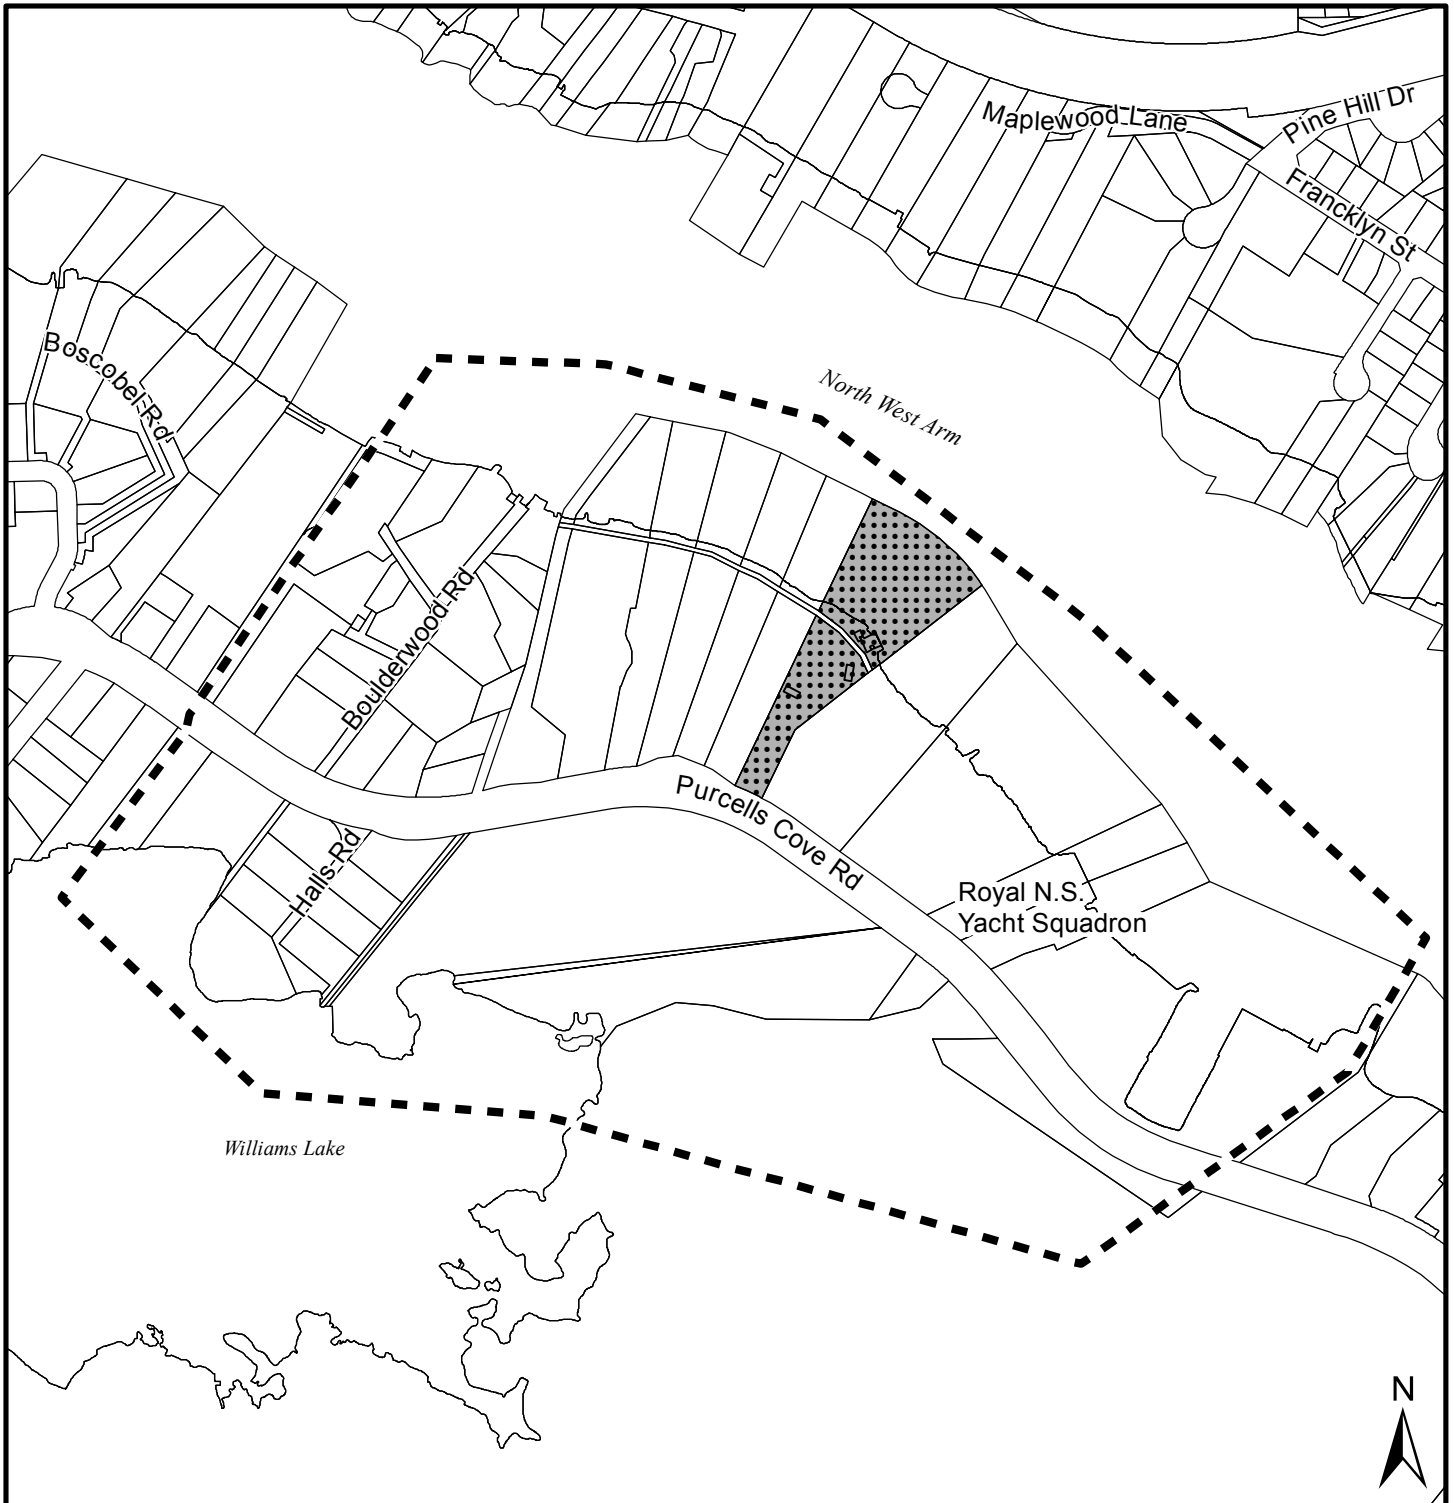 Maplewood Lane
Pine Hill Dr
Francklyn St
Boscobel Rd
North West Arm
Boulderwood Rd
Purcells Cove Rd
Halls Rd
Royal N.S.
Yacht Squadron
Williams Lake
N